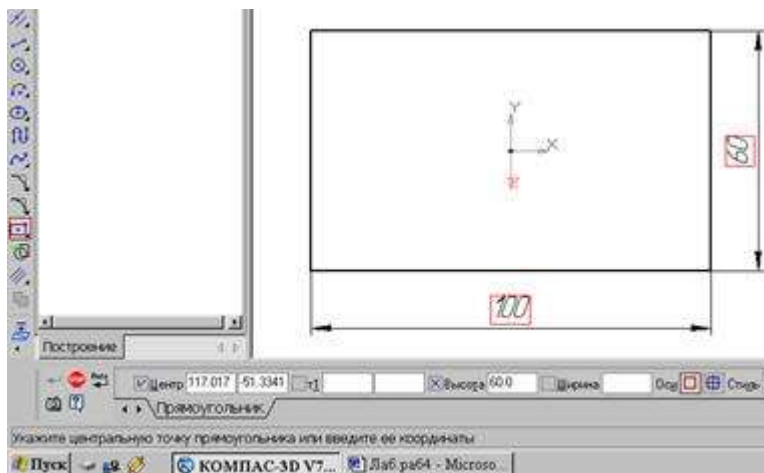 Y
X
60
100
Построение
Центр 117.017 -51.3341 т1 Высота 60.0 Ширина Оси Стиль
Прямоугольник
Укажите центральную точку прямоугольника или введите ее координаты
Пуск КОМПАС-3D V7... Лаб раб4 - Microso...